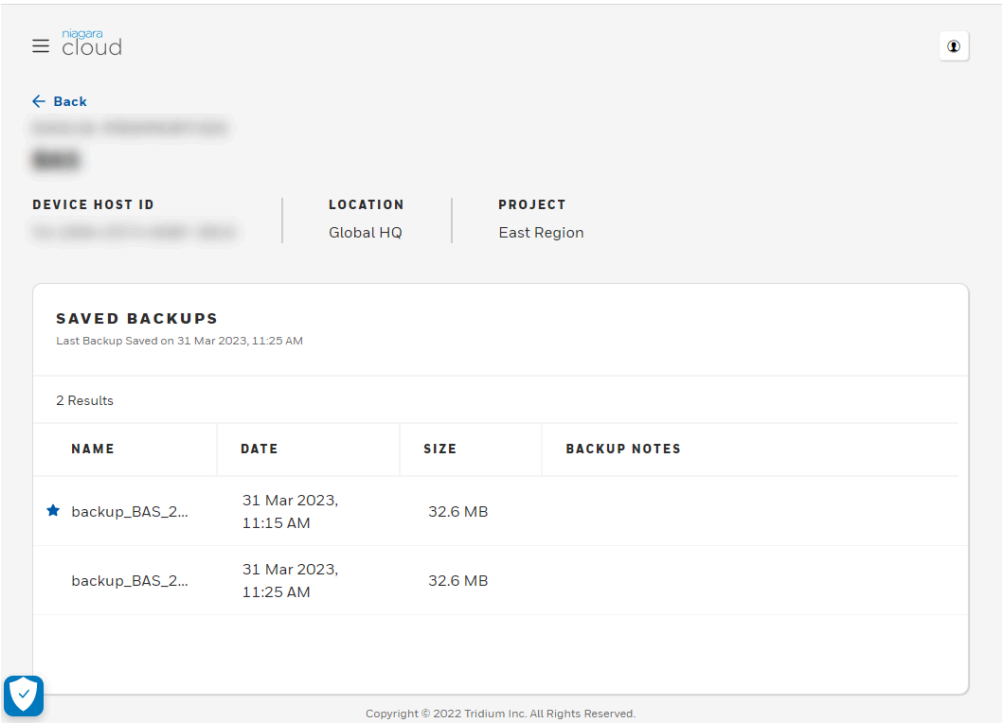 niagara
cloud
Back
DEVICE HOST ID
LOCATION
Global HQ
PROJECT
East Region
SAVED BACKUPS
Last Backup Saved on 31 Mar 2023, 11:25 AM
2 Results
NAME DATE SIZE BACKUP NOTES
backup_BAS_2... 31 Mar 2023, 11:15 AM 32.6 MB
backup_BAS_2... 31 Mar 2023, 11:25 AM 32.6 MB
Copyright © 2022 Tridium Inc. All Rights Reserved.